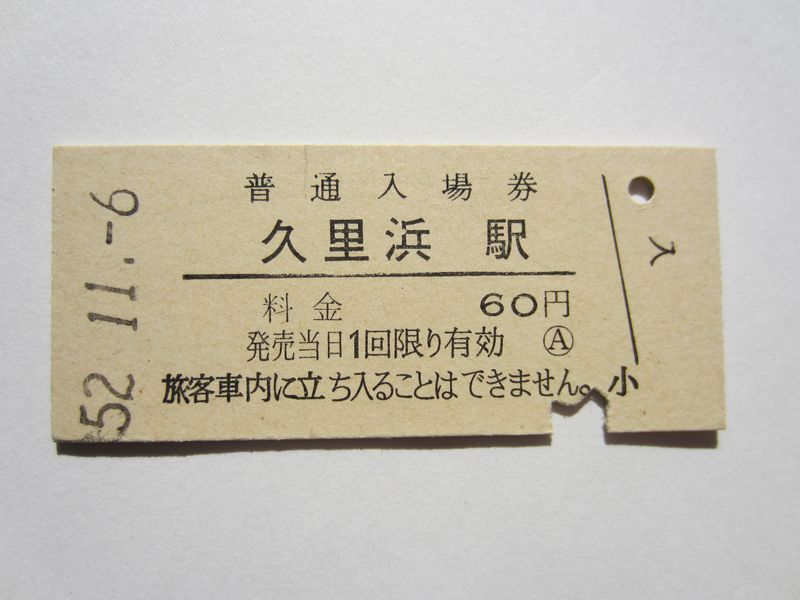 普通入場券
久里浜 駅
料金 60円
発売当日1回限り有効 Ⓐ
旅客車内に立ち入ることはできません。小
52.11.-6
入